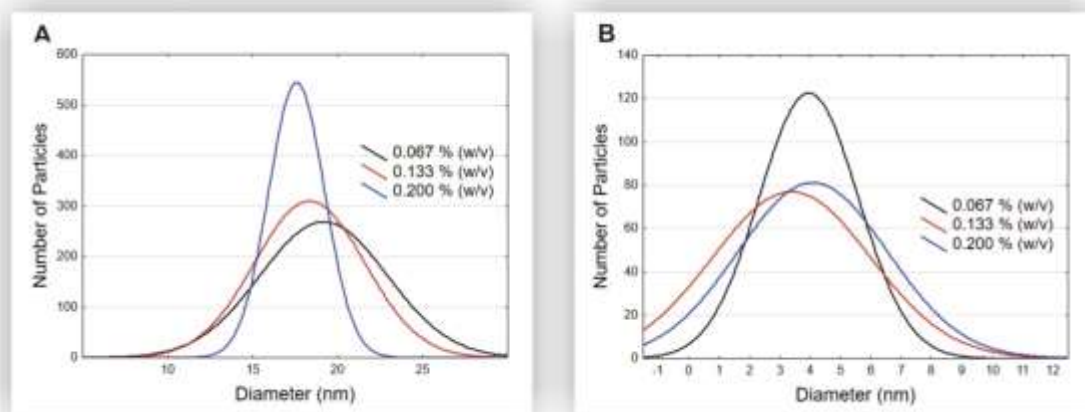 A
600
500
400
300
200
100
0
Number of Particles
0.067 % (w/v)
0.133 % (w/v)
0.200 % (w/v)
10 15 20 25
Diameter (nm)
B
140
120
100
80
60
40
20
0
Number of Particles
0.067 % (w/v)
0.133 % (w/v)
0.200 % (w/v)
-1 0 1 2 3 4 5 6 7 8 9 10 11 12
Diameter (nm)